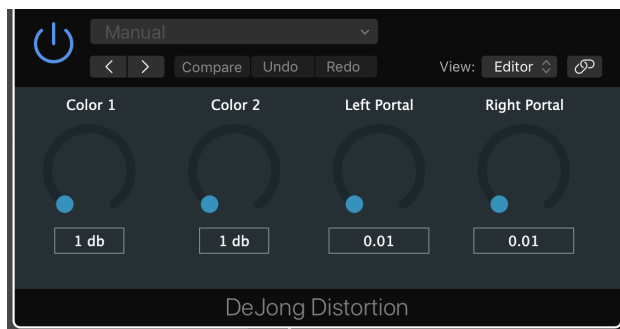 Manual
Compare Undo Redo View: Editor
Color 1 Color 2 Left Portal Right Portal
1 db 1 db 0.01 0.01
DeJong Distortion